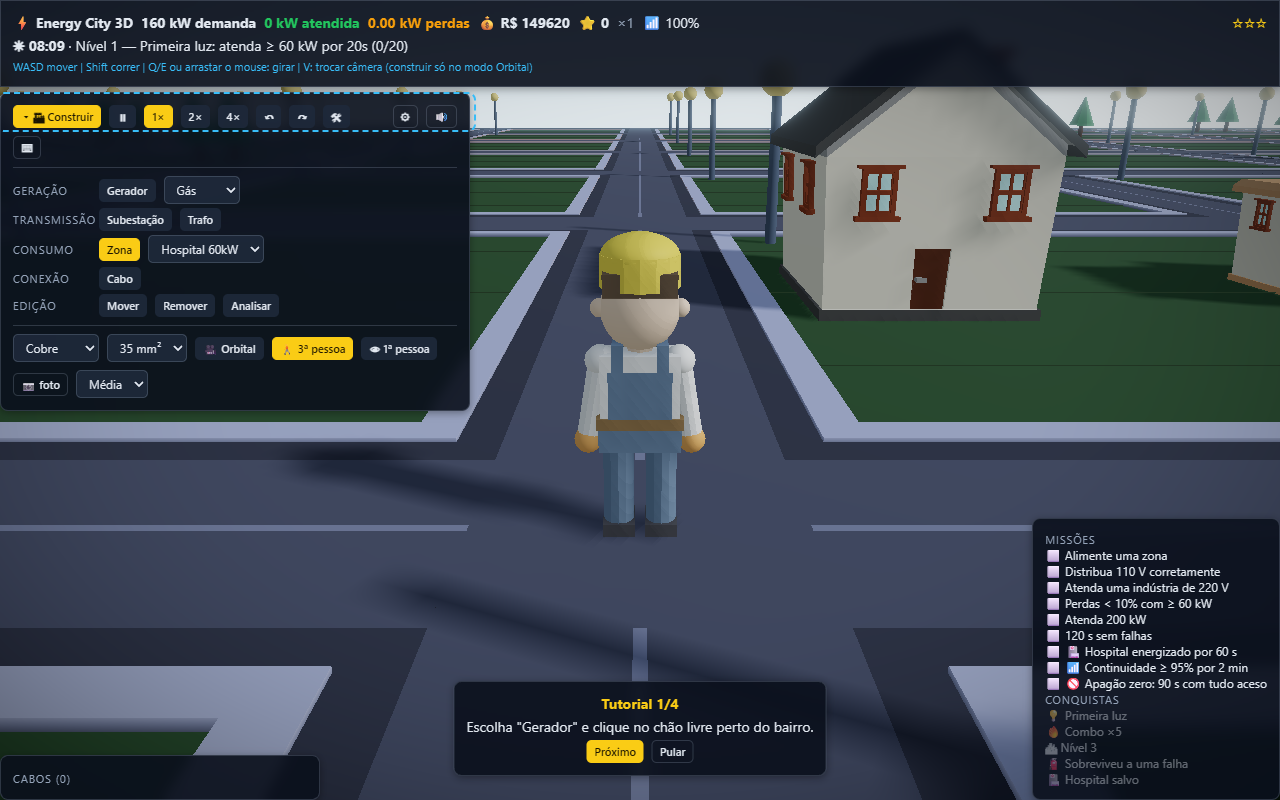 Energy City 3D 160 kW demanda 0 kW atendida 0.00 kW perdas R$ 149620 0 ×1 100%
08:09 · Nível 1 — Primeira luz: atenda ≥ 60 kW por 20s (0/20)
WASD mover | Shift correr | Q/E ou arrastar o mouse: girar | V: trocar câmera (construir só no modo Orbital)
Construir 1× 2× 4×
GERAÇÃO Gerador Gás
TRANSMISSÃO Subestação Trafo
CONSUMO Zona Hospital 60kW
CONEXÃO Cabo
EDIÇÃO Mover Remover Analisar
Cobre 35 mm² Orbital 3ª pessoa 1ª pessoa
foto Média
MISSÕES
Alimente uma zona
Distribua 110 V corretamente
Atenda uma indústria de 220 V
Perdas < 10% com ≥ 60 kW
Atenda 200 kW
120 s sem falhas
Hospital energizado por 60 s
Continuidade ≥ 95% por 2 min
Apagão zero: 90 s com tudo aceso
CONQUISTAS
Primeira luz
Combo ×5
Nível 3
Sobreviveu a uma falha
Hospital salvo
Tutorial 1/4
Escolha "Gerador" e clique no chão livre perto do bairro.
Próximo Pular
CABOS (0)